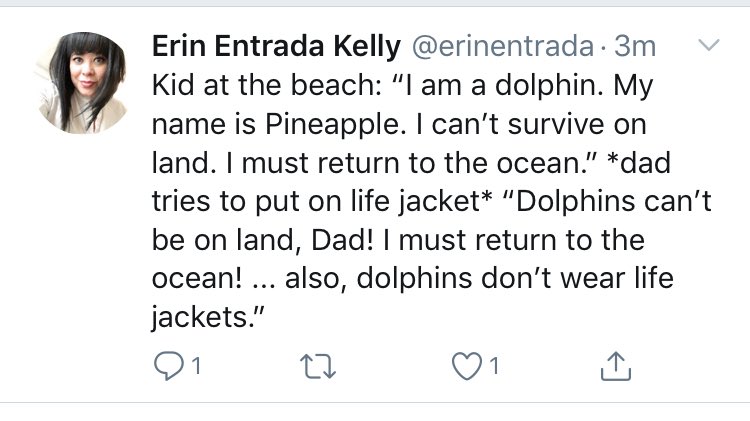 Erin Entrada Kelly @erinentrada · 3m
Kid at the beach: “I am a dolphin. My
name is Pineapple. I can’t survive on
land. I must return to the ocean.” *dad
tries to put on life jacket* “Dolphins can’t
be on land, Dad! I must return to the
ocean! ... also, dolphins don’t wear life
jackets.”
1 1